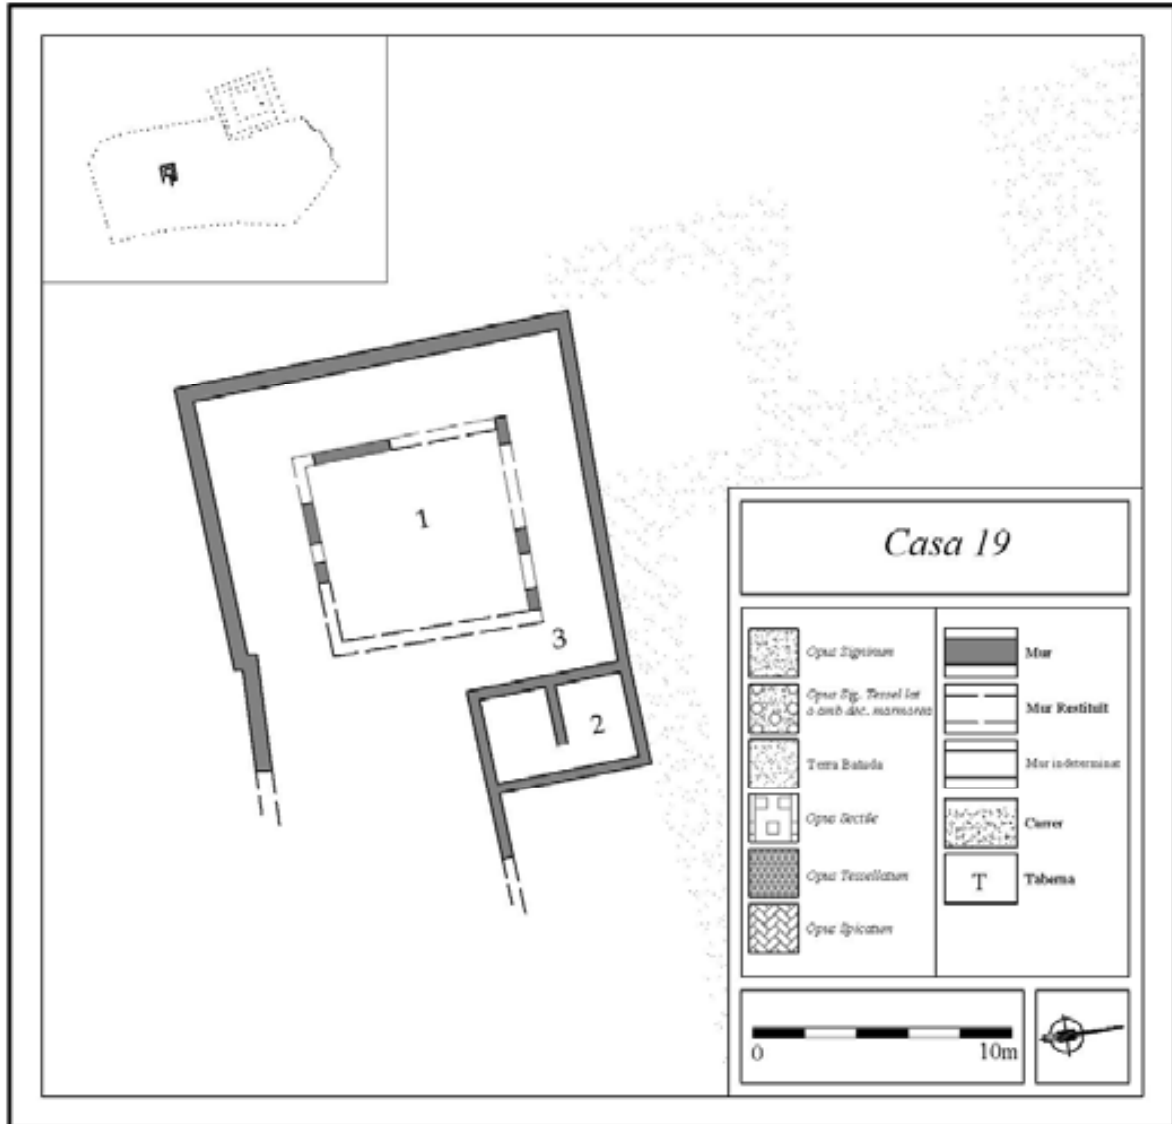 1
3
2
Casa 19
Opus Signinum
Opus Sig. Tessel lat
o amb dec. marmorea
Terra Batuda
Opus Sectile
Opus Tessellatum
Opus Spicatum
Mur
Mur Restituit
Mur indeterminat
Carrer
T
Taberna
0
10m